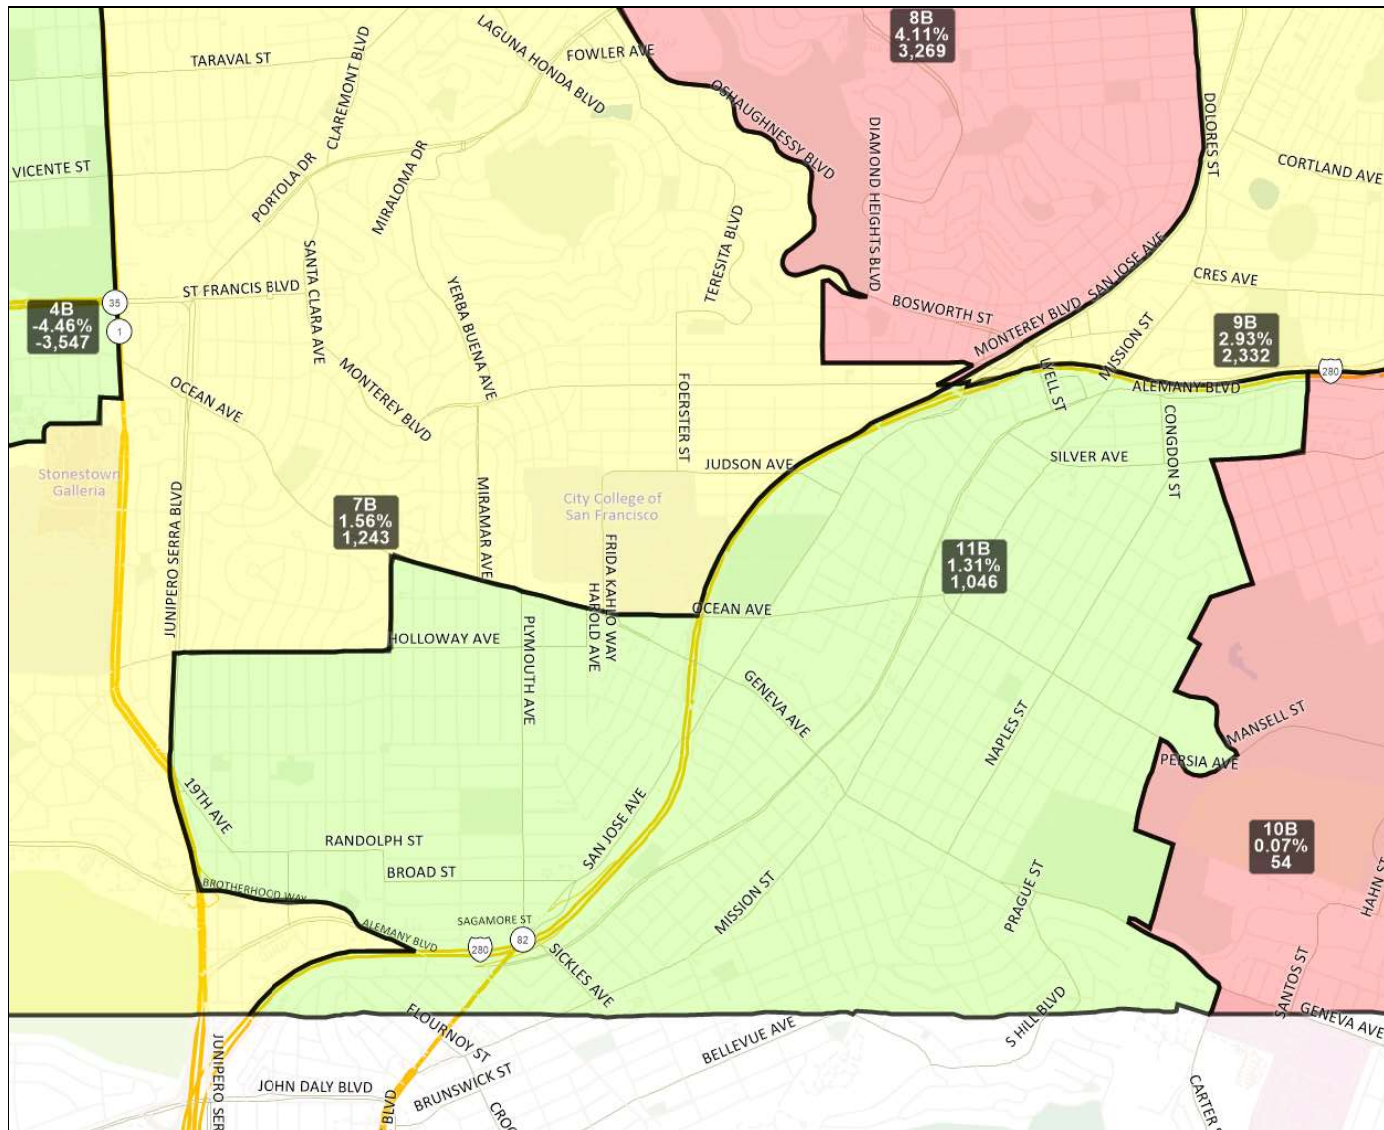 8B
4.11%
3,269
LAGUNA HONDA BLVD
FOWLER AVE
TARAVAL ST
CLAREMONT BLVD
OSHAUGHNESSY BLVD
DOLORES ST
DIAMOND HEIGHTS BLVD
CORTLAND AVE
VICENTE ST
PORTOLA DR
MIRALOMA DR
TERESITA BLVD
SANTA CLARA AVE
YERBA BUENA AVE
SAN JOSE AVE
CRES AVE
ST FRANCIS BLVD
35
4B
-4.46%
-3,547
1
BOSWORTH ST
MONTEREY BLVD
MISSION ST
9B
2.93%
2,332
280
LYELL ST
ALEMANY BLVD
OCEAN AVE
MONTEREY BLVD
FOERSTER ST
CONGDON ST
SILVER AVE
JUDSON AVE
Stonestown
Galleria
JUNIPERO SERRA BLVD
7B
1.56%
1,243
MIRAMAR AVE
City College of
San Francisco
FRIDA KAHLO WAY
HAROLD AVE
11B
1.31%
1,046
OCEAN AVE
HOLLOWAY AVE
PLYMOUTH AVE
GENEVA AVE
NAPLES ST
MANSELL ST
PERSIA AVE
19TH AVE
RANDOLPH ST
BROAD ST
SAN JOSE AVE
10B
0.07%
54
HAHN ST
PRAGUE ST
MISSION ST
BROTHERHOOD WAY
ALEMANY BLVD
SAGAMORE ST
280
82
SICKLES AVE
SANTOS ST
GENEVA AVE
FLOURNOY ST
BELLEVUE AVE
S HILL BLVD
JUNIPERO SER
JOHN DALY BLVD
BLVD
BRUNSWICK ST
CROC
CARTER S